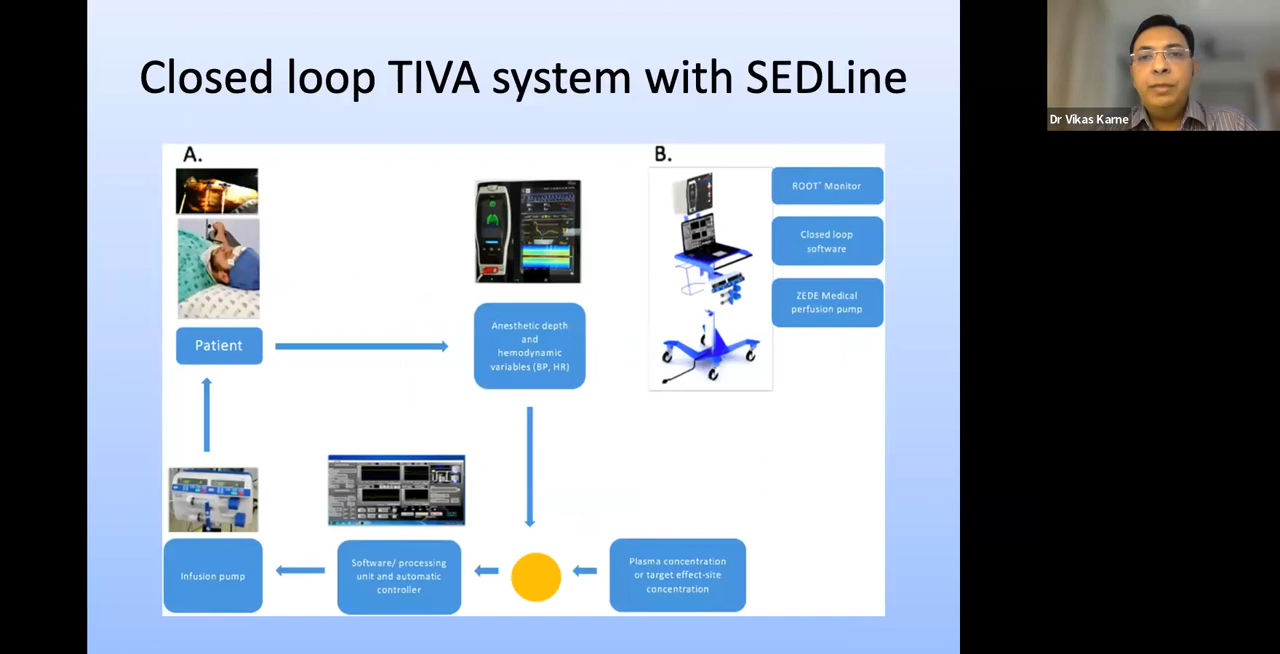 Closed loop TIVA system with SEDLine
Dr Vikas Karne
A.
B.
ROOT* Monitor
Closed loop
software
ZEDE Medical
perfusion pump
Anesthetic depth
and
hemodynamic
variables (BP, HR)
Patient
Infusion pump
Software/ processing
unit and automatic
controller
Plasma concentration
or target effect-site
concentration